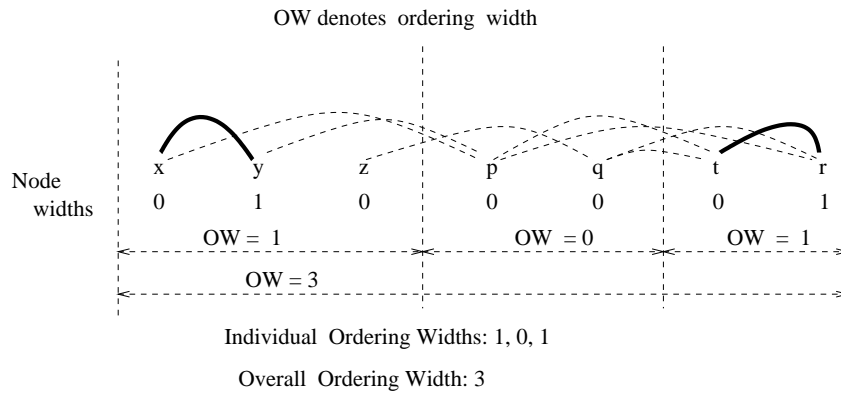 OW denotes ordering width
x y z p q t r
Node
widths
0 1 0 0 0 0 1
OW = 1 OW = 0 OW = 1
OW = 3
Individual Ordering Widths: 1, 0, 1
Overall Ordering Width: 3